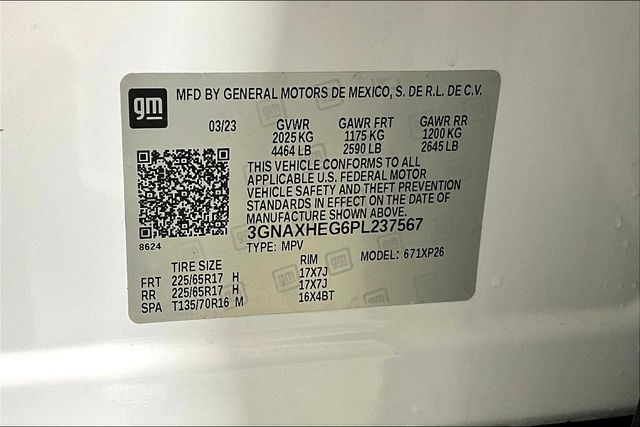 gm MFD BY GENERAL MOTORS DE MEXICO, S. DE R.L. DE C.V.
03/23 GVWR GAWR FRT GAWR RR
2025 KG 1175 KG 1200 KG
4464 LB 2590 LB 2645 LB
THIS VEHICLE CONFORMS TO ALL
APPLICABLE U.S. FEDERAL MOTOR
VEHICLE SAFETY AND THEFT PREVENTION
STANDARDS IN EFFECT ON THE DATE OF
MANUFACTURE SHOWN ABOVE.
3GNAXHEG6PL237567
8624
TYPE: MPV MODEL: 671XP26
TIRE SIZE RIM
FRT 225/65R17 H 17X7J
RR 225/65R17 H 17X7J
SPA T135/70R16 M 16X4BT